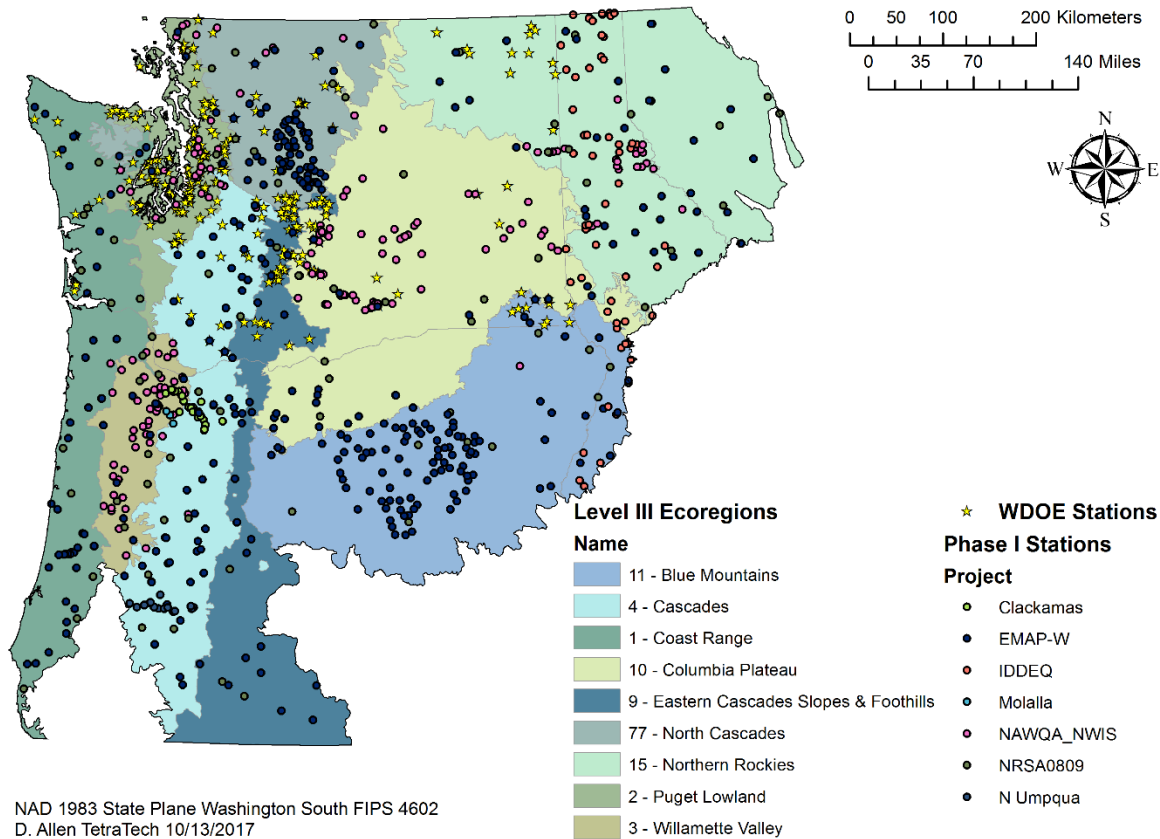 0 50 100 200 Kilometers
0 35 70 140 Miles
N
W E
S
Level III Ecoregions
Name
11 - Blue Mountains
4 - Cascades
1 - Coast Range
10 - Columbia Plateau
9 - Eastern Cascades Slopes & Foothills
77 - North Cascades
15 - Northern Rockies
2 - Puget Lowland
3 - Willamette Valley
WDOE Stations
Phase I Stations
Project
Clackamas
EMAP-W
IDDEQ
Molalla
NAWQA_NWIS
NRSA0809
N Umpqua
NAD 1983 State Plane Washington South FIPS 4602
D. Allen TetraTech 10/13/2017